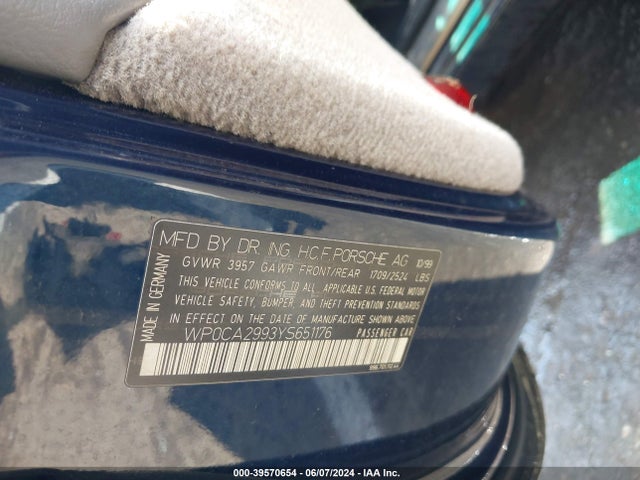 MFD BY DR. ING. H.C.F. PORSCHE AG 10/99
GVWR 3957 GAWR FRONT/REAR 1709/2524 LBS
THIS VEHICLE CONFORMS TO ALL APPLICABLE U.S. FEDERAL MOTOR
VEHICLE SAFETY, BUMPER, AND THEFT PREVENTION STANDARDS
IN EFFECT ON THE DATE OF MANUFACTURE SHOWN ABOVE
WP0CA2993YS651176 PASSENGER CAR
MADE IN GERMANY
000-39570654 | 06/07/2024 | IAA Inc.